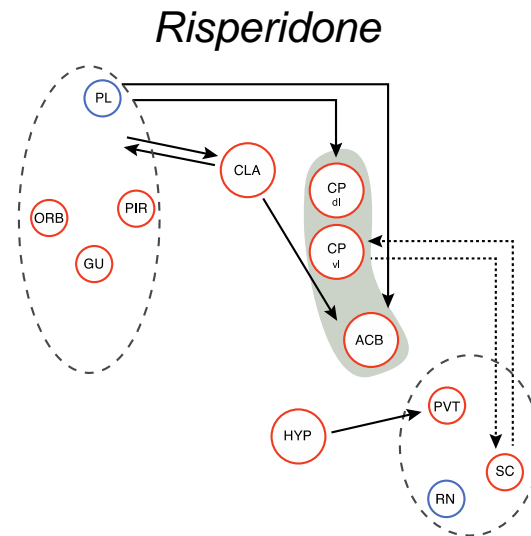 Risperidone
PL
CLA
CP
dl
ORB
PIR
CP
vl
GU
ACB
PVT
HYP
SC
RN